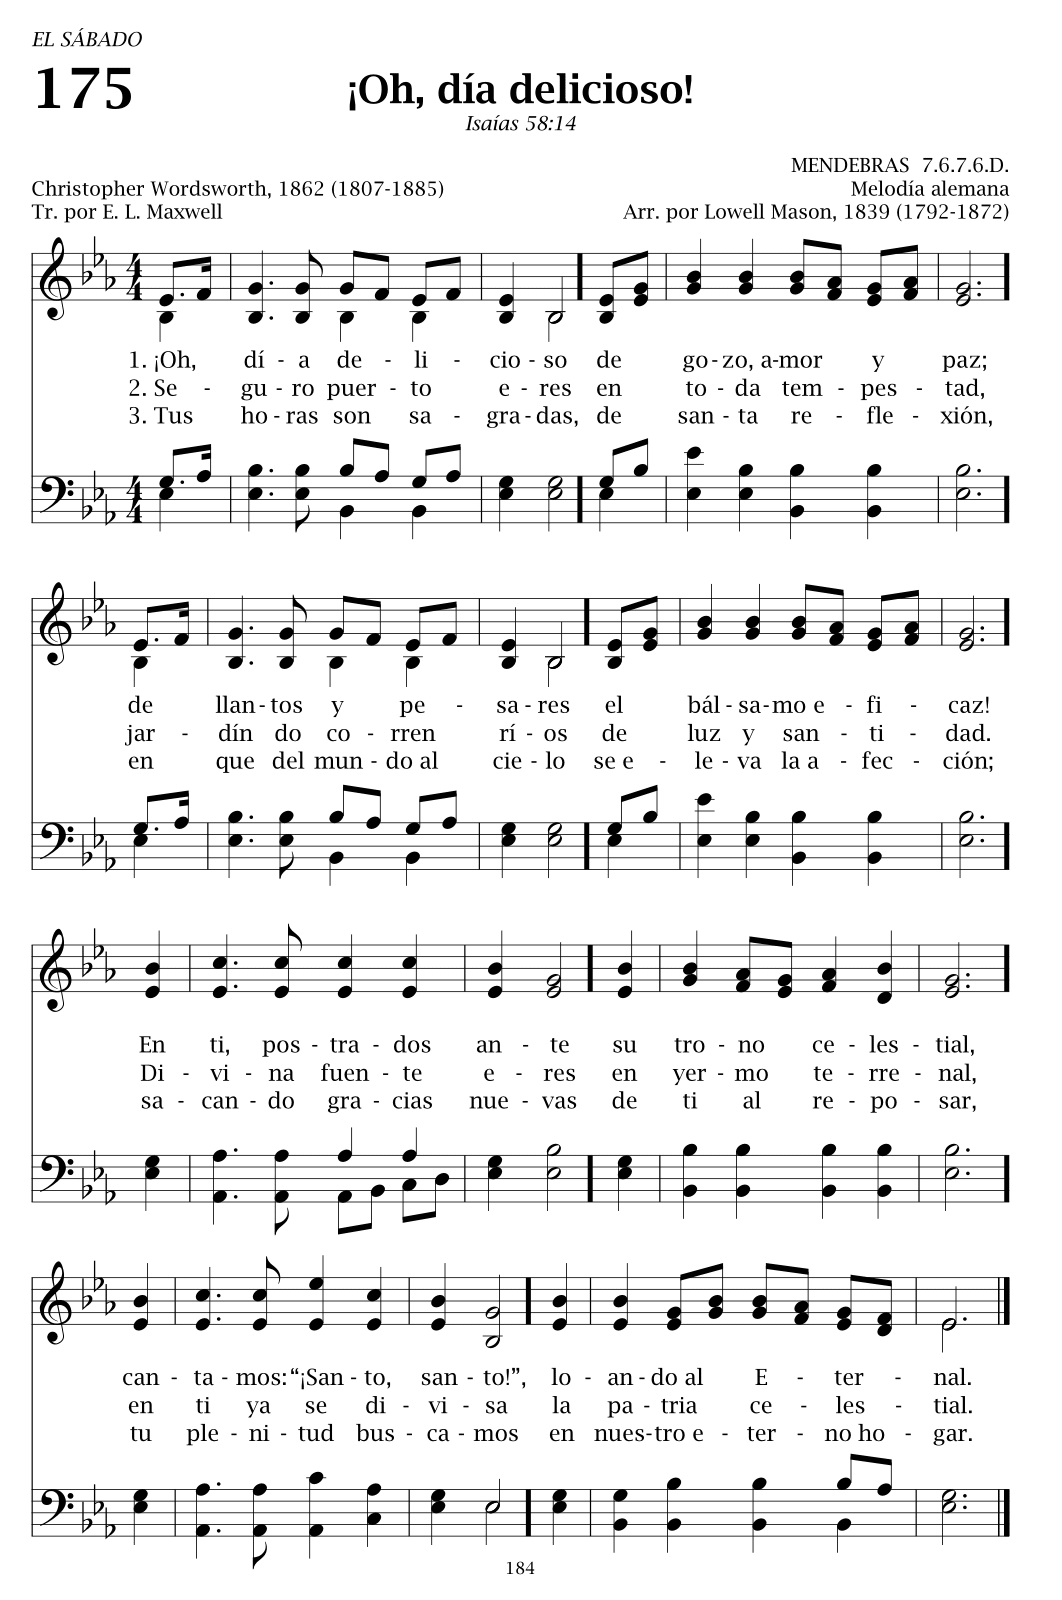 EL SÁBADO
175
¡Oh, día delicioso!
Isaías 58:14
MENDEBRAS 7.6.7.6.D.
Christopher Wordsworth, 1862 (1807-1885)
Melodía alemana
Tr. por E. L. Maxwell
Arr. por Lowell Mason, 1839 (1792-1872)
4
4
1. ¡Oh, dí - a de - li - cio - so de go - zo, a-mor y paz;
2. Se - gu - ro puer - to e - res en to - da tem - pes - tad,
3. Tus ho - ras son sa - gra - das, de san - ta re - fle - xión,
4
4
de llan - tos y pe - sa - res el bál - sa - mo e - fi - caz!
jar - dín do co - rren rí - os de luz y san - ti - dad.
en que del mun - do al cie - lo se e - le - va la a - fec - ción;
En ti, pos - tra - dos an - te su tro - no ce - les - tial,
Di - vi - na fuen - te e - res en yer - mo te - rre - nal,
sa - can - do gra - cias nue - vas de ti al re - po - sar,
can - ta - mos: “¡San - to, san - to!”, lo - an - do al E - ter - nal.
en ti ya se di - vi - sa la pa - tria ce - les - tial.
tu ple - ni - tud bus - ca - mos en nues - tro e - ter - no ho - gar.
184